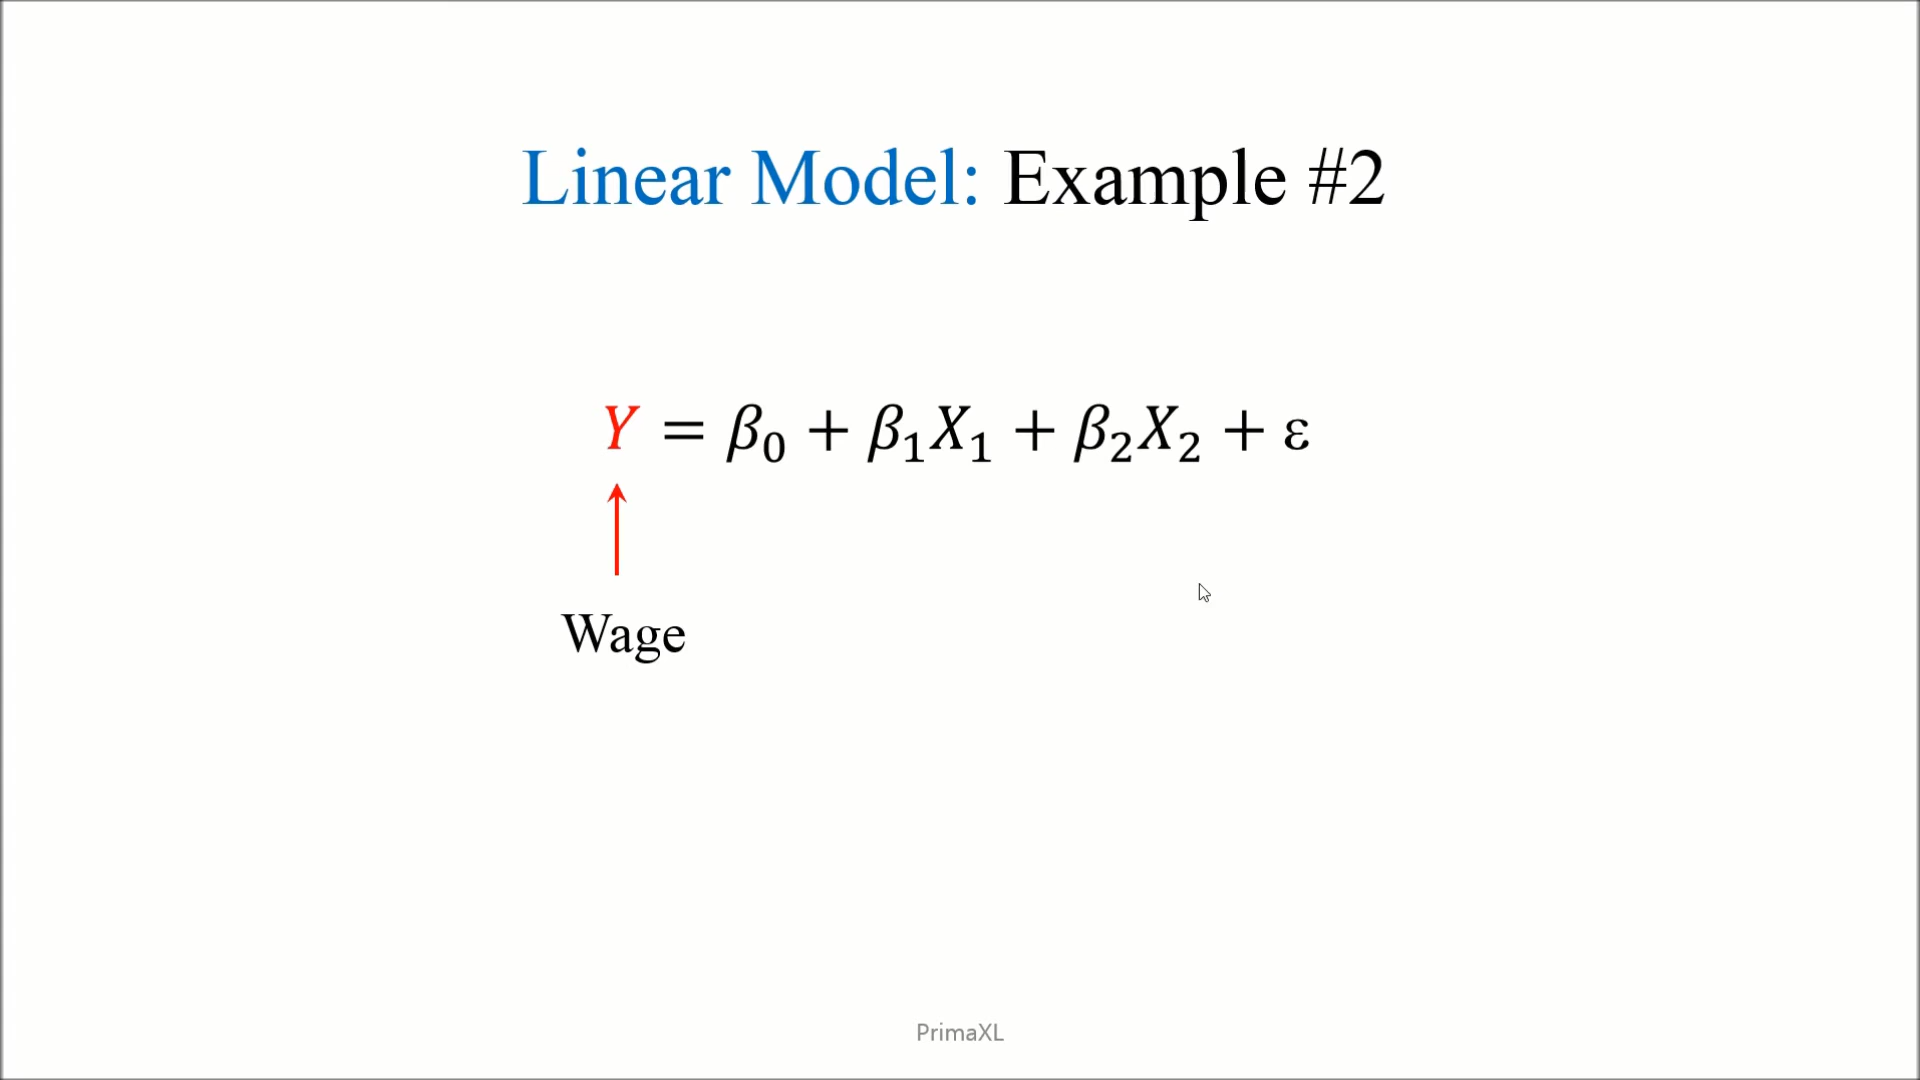 Linear Model: Example #2
Y = β₀ + β₁X₁ + β₂X₂ + ε
Wage
PrimaXL